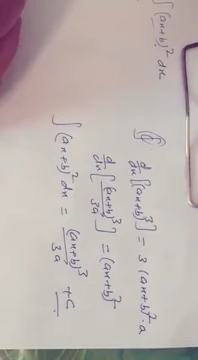 ∫(ax+b)² dx
Q d/dx [(ax+b)³] = 3(ax+b)²·a
d/dx [(ax+b)³/3a] = (ax+b)²
∫(ax+b)² dx = (ax+b)³/3a + C